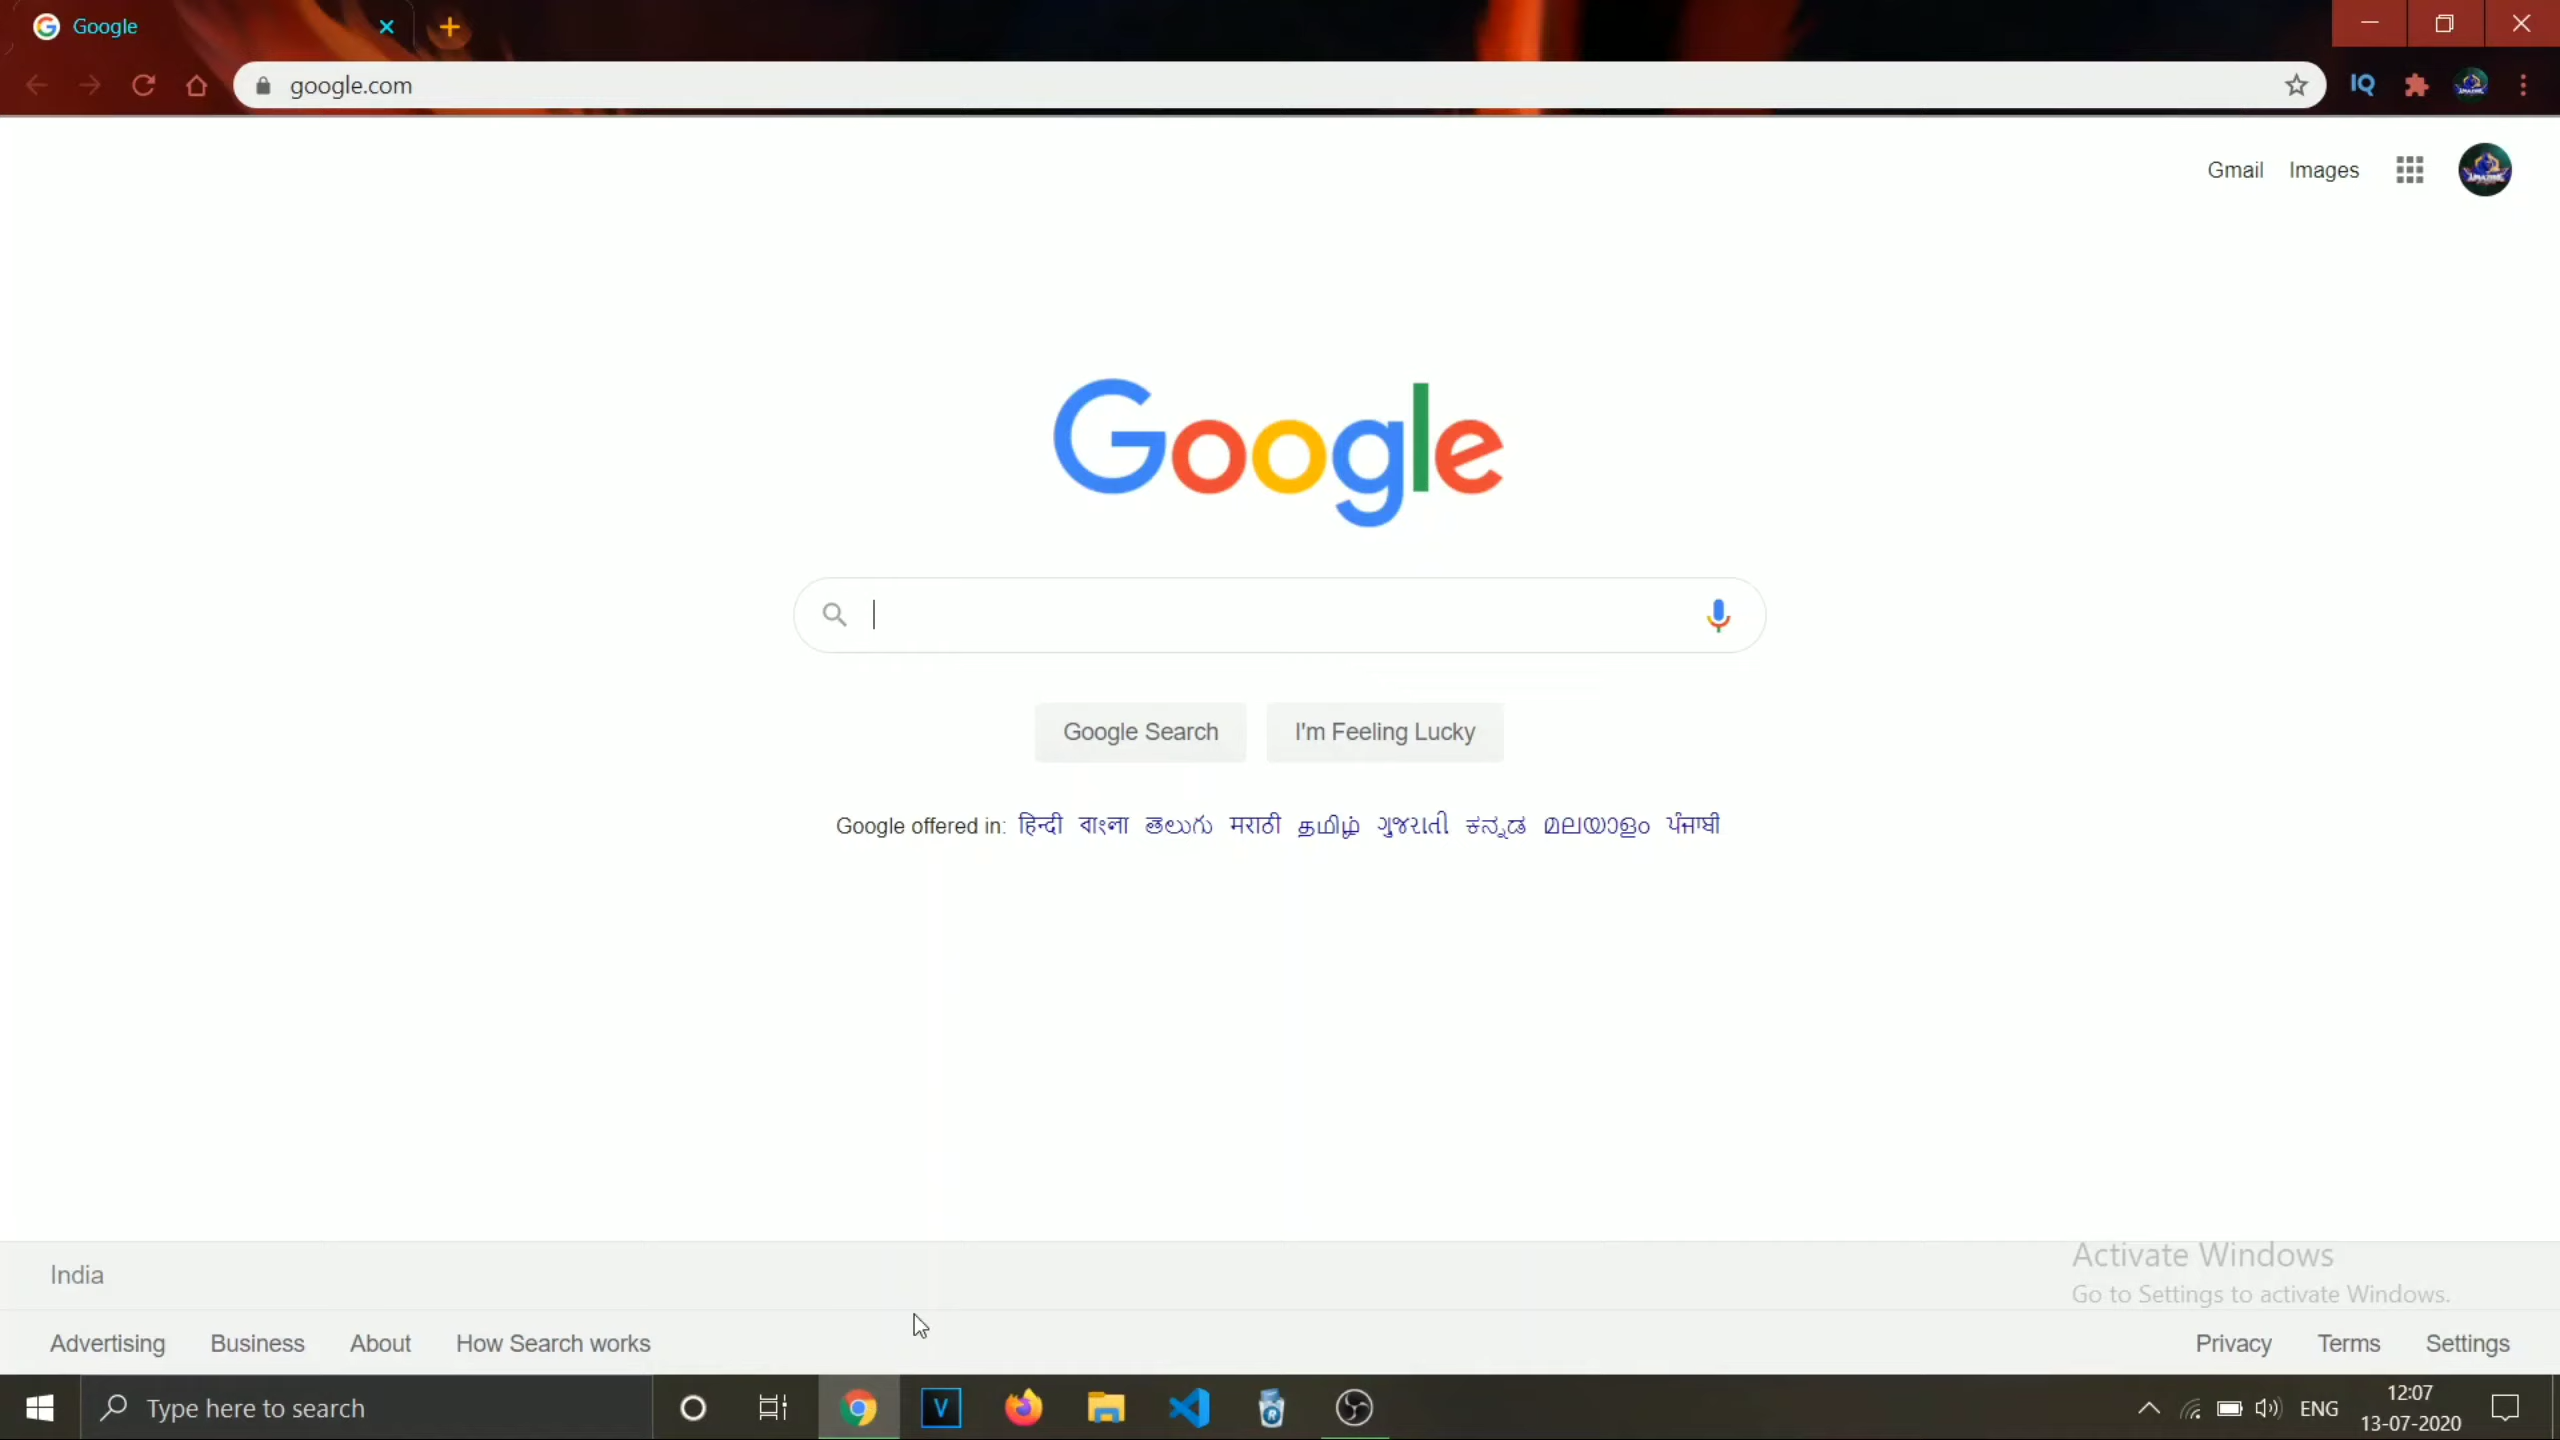 Google
google.com
IQ
Gmail Images
Google
Google Search I'm Feeling Lucky
Google offered in: हिन्दी বাংলা తెలుగు मराठी தமிழ் ગુજરાતી ಕನ್ನಡ മലയാളം ਪੰਜਾਬੀ
India
Activate Windows
Go to Settings to activate Windows.
Advertising Business About How Search works Privacy Terms Settings
Type here to search
V
R
ENG
12:07
13-07-2020